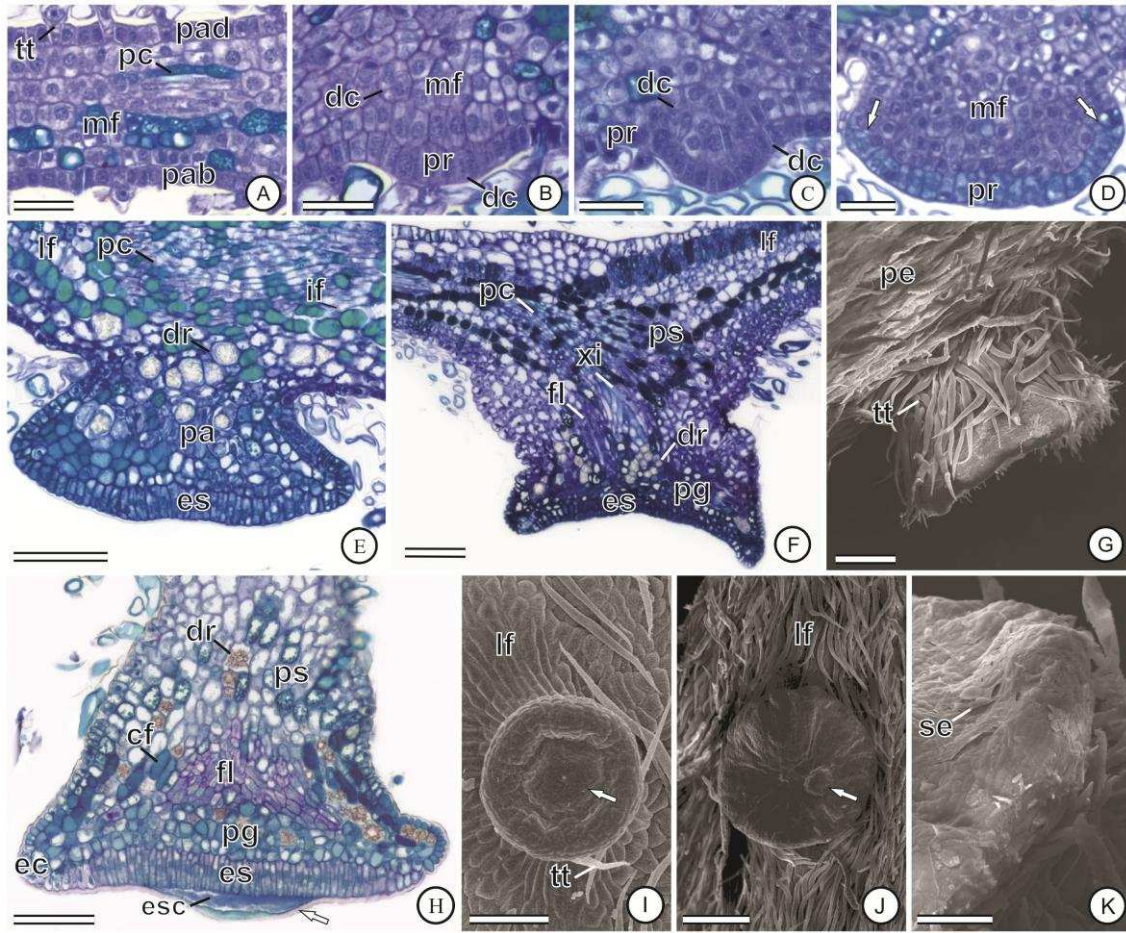 tt
pad
pc
mf
pab
A
dc
mf
pr
dc
B
dc
pr
dc
C
mf
pr
D
lf
pc
if
dr
pa
es
E
lf
pc
ps
xi
fl
dr
es
pg
F
pe
tt
G
dr
ps
cf
fl
pg
ec
es
esc
H
lf
tt
I
lf
J
se
K